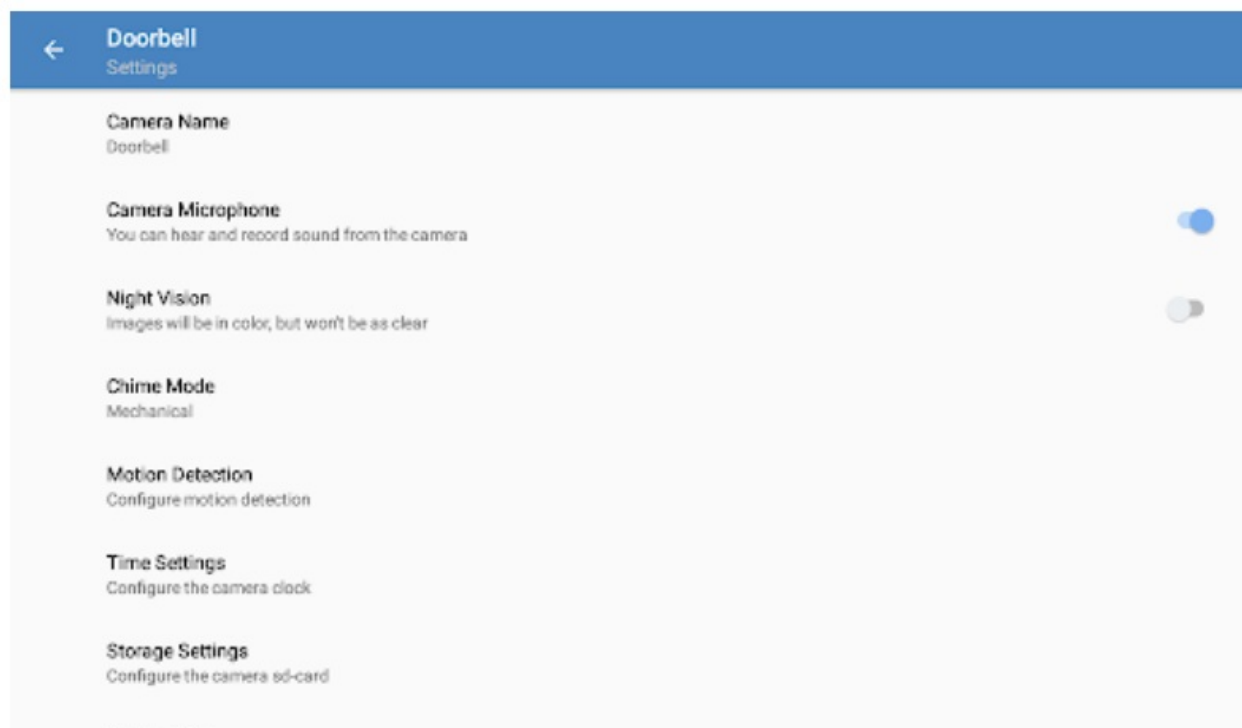 Doorbell
Settings
Camera Name
Doorbell
Camera Microphone
You can hear and record sound from the camera
Night Vision
Images will be in color, but won't be as clear
Chime Mode
Mechanical
Motion Detection
Configure motion detection
Time Settings
Configure the camera clock
Storage Settings
Configure the camera sd-card